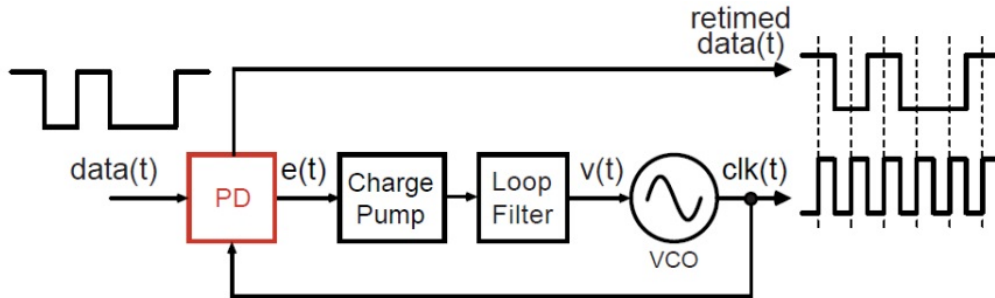 retimed
data(t)
data(t)
PD
e(t)
Charge
Pump
Loop
Filter
v(t)
VCO
clk(t)